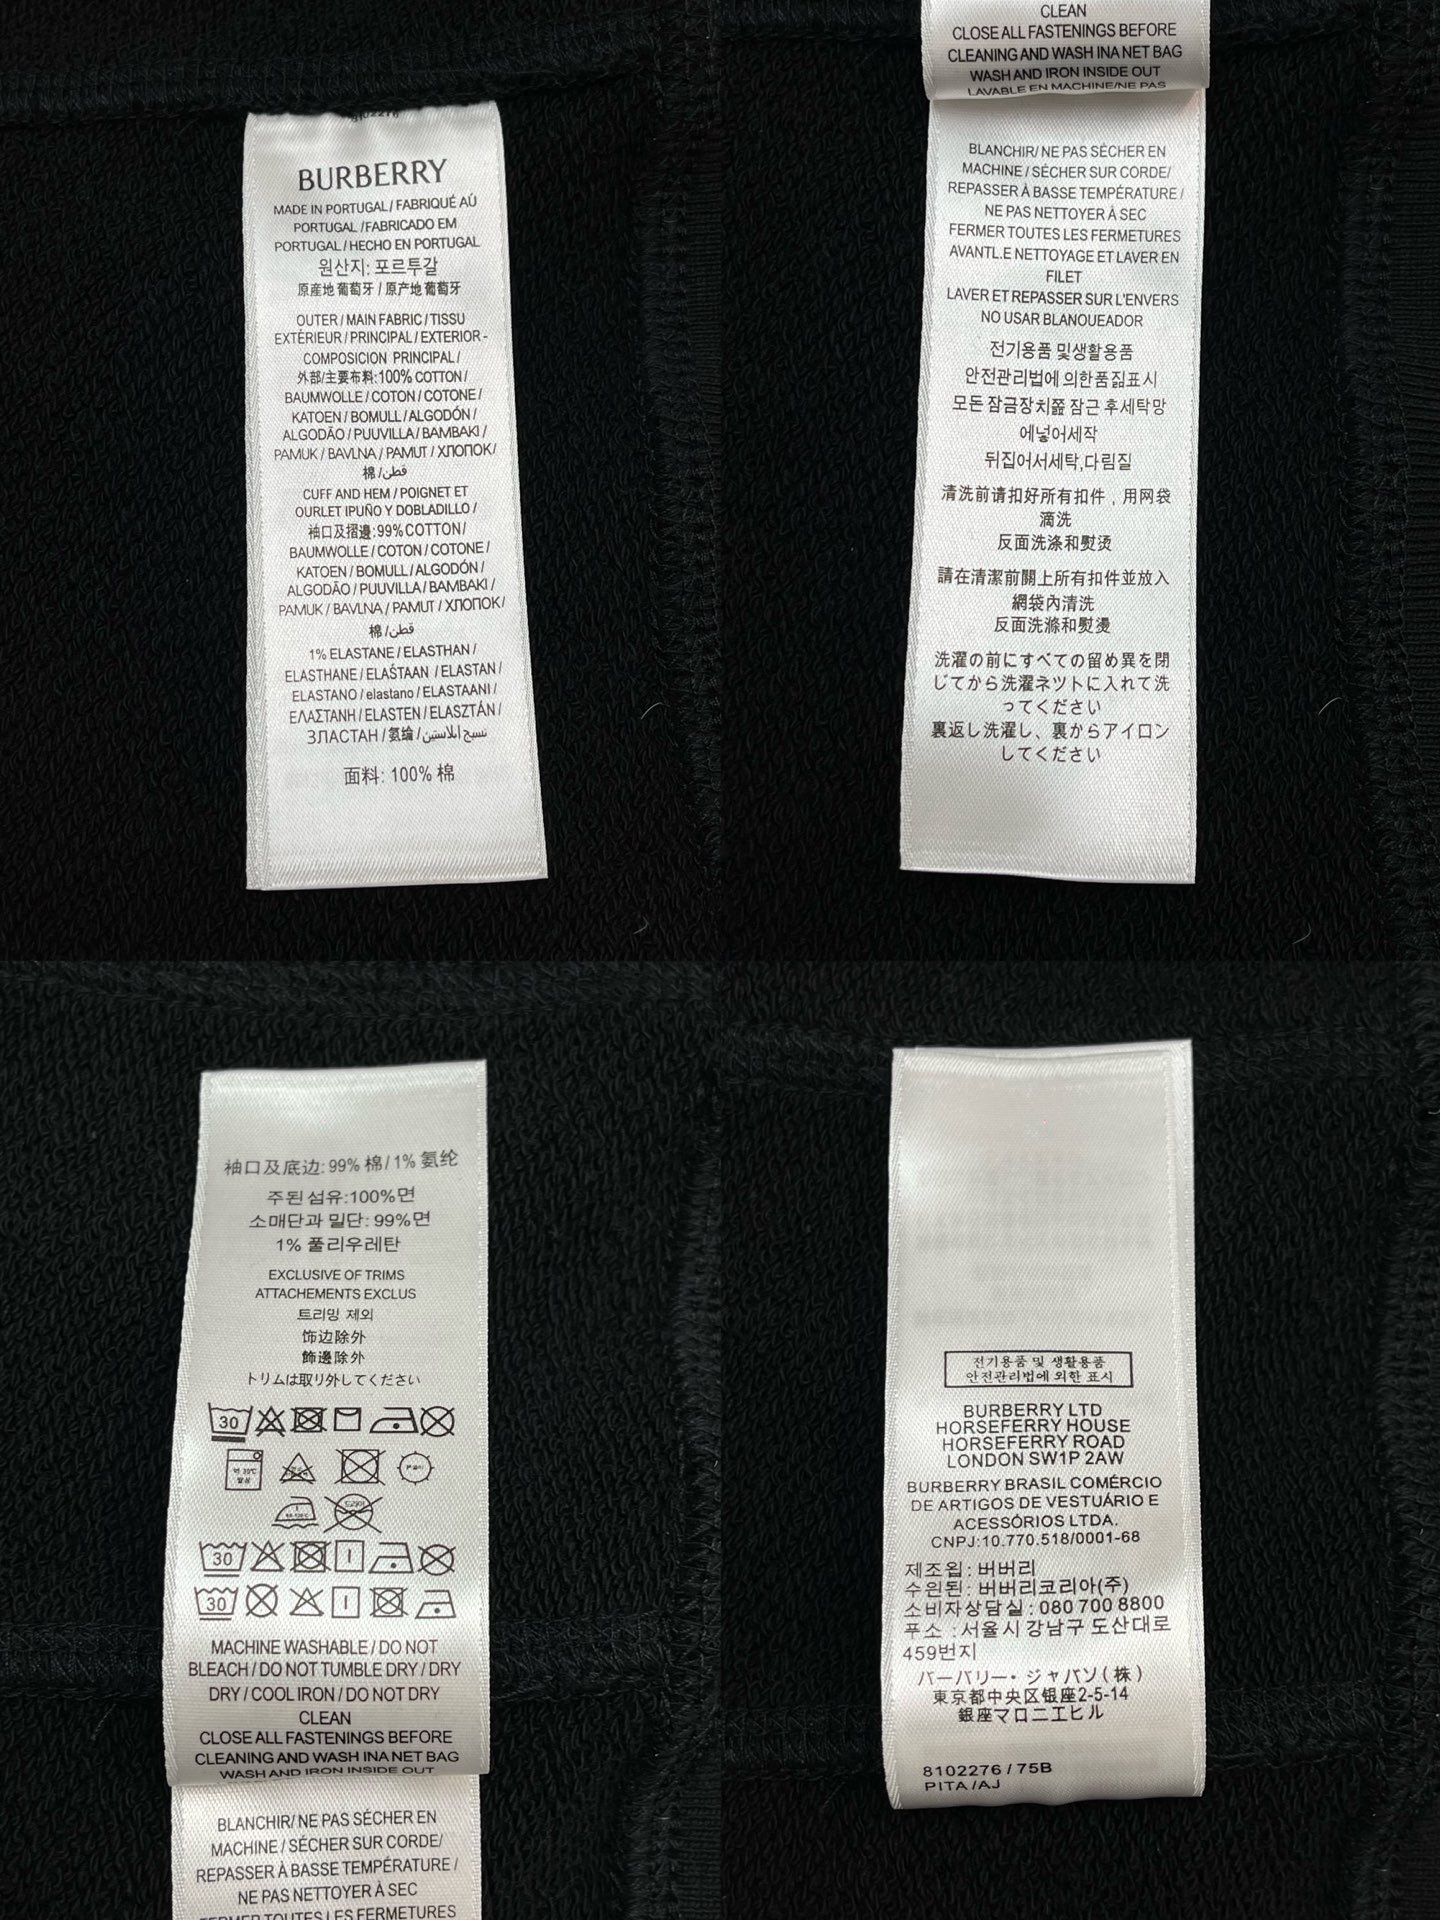 BURBERRY
MADE IN PORTUGAL / FABRIQUÉ AÚ
PORTUGAL /FABRICADO EM
PORTUGAL / HECHO EN PORTUGAL
원산지: 포르투갈
原産地 葡萄牙 / 原产地 葡萄牙
OUTER / MAIN FABRIC / TISSU
EXTÉRIEUR / PRINCIPAL / EXTERIOR -
COMPOSICION PRINCIPAL /
外部/主要布料:100% COTTON /
BAUMWOLLE / COTON / COTONE /
KATOEN / BOMULL / ALGODÓN /
ALGODÃO / PUUVILLA / BAMBAKI /
PAMUK / BAVLNA / PAMUT / ХЛОПОК/
棉 /قطن
CUFF AND HEM / POIGNET ET
OURLET IPUÑO Y DOBLADILLO /
袖口及摺邊:99% COTTON /
BAUMWOLLE / COTON / COTONE /
KATOEN / BOMULL / ALGODÓN /
ALGODÃO / PUUVILLA / BAMBAKI /
PAMUK / BAVLNA / PAMUT / ХЛОПОК/
棉 /قطن
1% ELASTANE / ELASTHAN /
ELASTHANE / ELAŚTAAN / ELASTAN /
ELASTANO / elastano / ELASTAANI /
ΕΛΑΣΤΑΝΗ / ELASTEN / ELASZTÁN /
ЗЛАСТАН / 氨綸 /نسيج إيلاستين
面料: 100% 棉
CLEAN
CLOSE ALL FASTENINGS BEFORE
CLEANING AND WASH INA NET BAG
WASH AND IRON INSIDE OUT
LAVABLE EN MACHINE/NE PAS
BLANCHIR/ NE PAS SÉCHER EN
MACHINE / SÉCHER SUR CORDE/
REPASSER À BASSE TEMPÉRATURE /
NE PAS NETTOYER À SEC
FERMER TOUTES LES FERMETURES
AVANTL.E NETTOYAGE ET LAVER EN
FILET
LAVER ET REPASSER SUR L'ENVERS
NO USAR BLANOUEADOR
전기용품 및생활용품
안전관리법에 의한품짊표시
모든 잠금장치쭕 잠근 후세탁망
에넣어세작
뒤집어서세탁,다림질
清洗前请扣好所有扣件，用网袋
滴洗
反面洗涤和熨烫
請在清潔前關上所有扣件並放入
網袋內清洗
反面洗滌和熨燙
洗濯の前にすべての留め異を閉
じてから洗濯ネツトに入れて洗
ってください
裏返し洗濯し、裏からアイロン
してください
袖口及底边: 99% 棉 / 1% 氨纶
주된 섬유:100%면
소매단과 밑단: 99%면
1% 폴리우레탄
EXCLUSIVE OF TRIMS
ATTACHEMENTS EXCLUS
트리밍 제외
饰边除外
飾邊除外
トリムは取リ外してください
30
30
30
MACHINE WASHABLE / DO NOT
BLEACH / DO NOT TUMBLE DRY / DRY
DRY / COOL IRON / DO NOT DRY
CLEAN
CLOSE ALL FASTENINGS BEFORE
CLEANING AND WASH INA NET BAG
WASH AND IRON INSIDE OUT
BLANCHIR/ NE PAS SÉCHER EN
MACHINE / SÉCHER SUR CORDE/
REPASSER À BASSE TEMPÉRATURE /
NE PAS NETTOYER À SEC
FERMER TOUTES LES FERMETURES
전기용품 및 생활용품
안전관리법에 의한 표시
BURBERRY LTD
HORSEFERRY HOUSE
HORSEFERRY ROAD
LONDON SW1P 2AW
BURBERRY BRASIL COMÉRCIO
DE ARTIGOS DE VESTUÁRIO E
ACESSÓRIOS LTDA.
CNPJ:10.770.518/0001-68
제조욉 : 버버리
수원된 : 버버리코리아(주)
소비자상담실 : 080 700 8800
푸소 : 서율시 강남구 도산대로
459번지
バーバリー・ジャバソ (株)
東京都中央区银座2-5-14
銀座マロニエヒル
8102276 / 75B
PITA /AJ